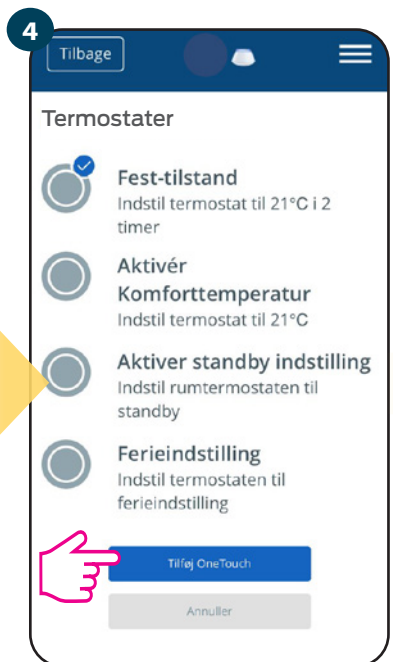 4
Tilbage
Termostater
Fest-tilstand
Indstil termostat til 21°C i 2
timer
Aktivér
Komforttemperatur
Indstil termostat til 21°C
Aktiver standby indstilling
Indstil rumtermostaten til
standby
Ferieindstilling
Indstil termostaten til
ferieindstilling
Tilføj OneTouch
Annuller